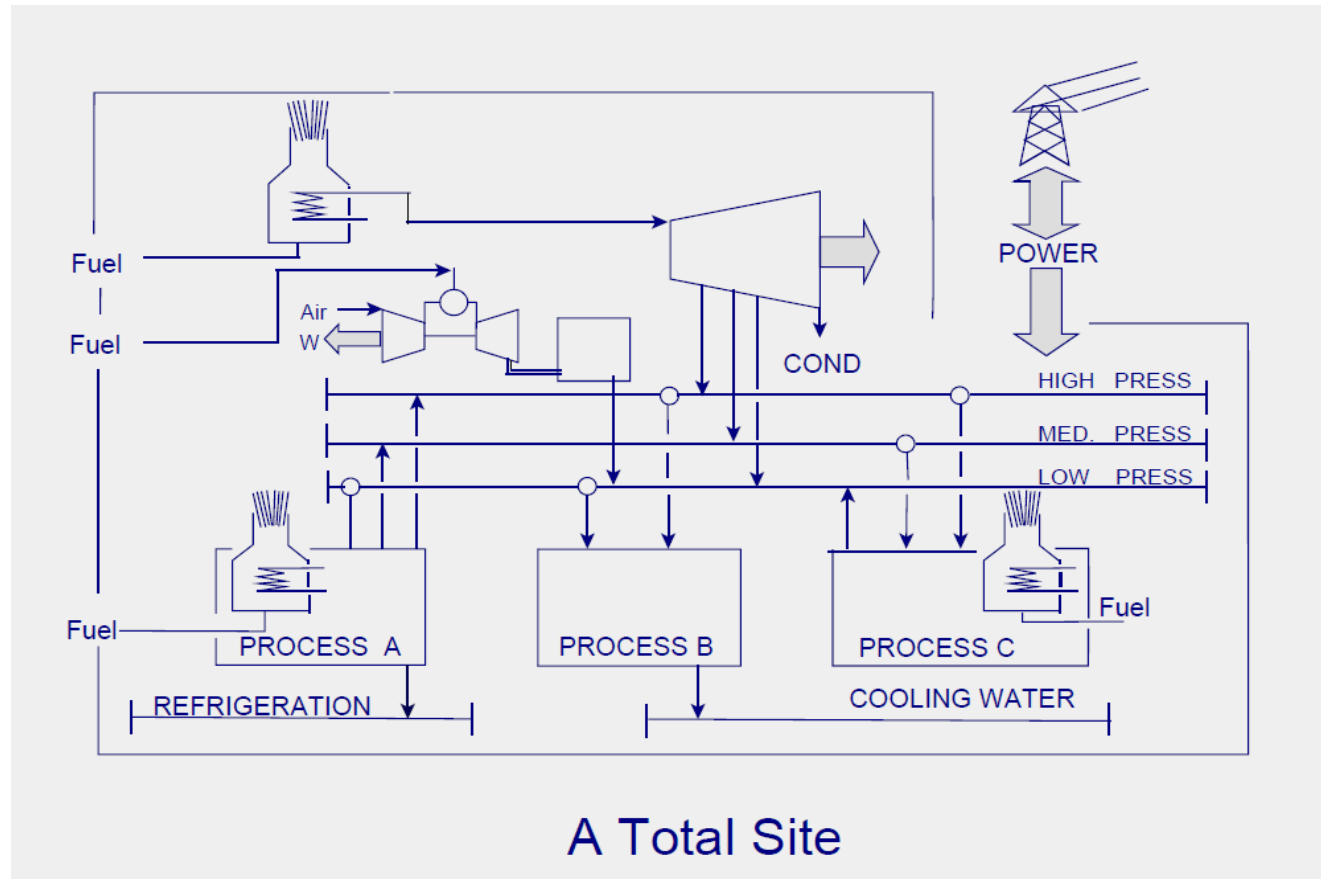 Fuel
POWER
Air
Fuel
W
COND
HIGH PRESS
MED. PRESS
LOW PRESS
Fuel
Fuel
PROCESS A
PROCESS B
PROCESS C
REFRIGERATION
COOLING WATER
A Total Site